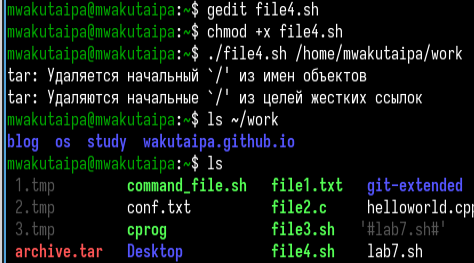 mwakutaipa@mwakutaipa:~$ gedit file4.sh
mwakutaipa@mwakutaipa:~$ chmod +x file4.sh
mwakutaipa@mwakutaipa:~$ ./file4.sh /home/mwakutaipa/work
tar: Удаляется начальный `/' из имен объектов
tar: Удаляются начальные `/' из целей жестких ссылок
mwakutaipa@mwakutaipa:~$ ls ~/work
blog os study wakutaipa.github.io
mwakutaipa@mwakutaipa:~$ ls
1.tmp command_file.sh file1.txt git-extended
2.tmp conf.txt file2.c helloworld.cpp
3.tmp cprog file3.sh '#lab7.sh#'
archive.tar Desktop file4.sh lab7.sh